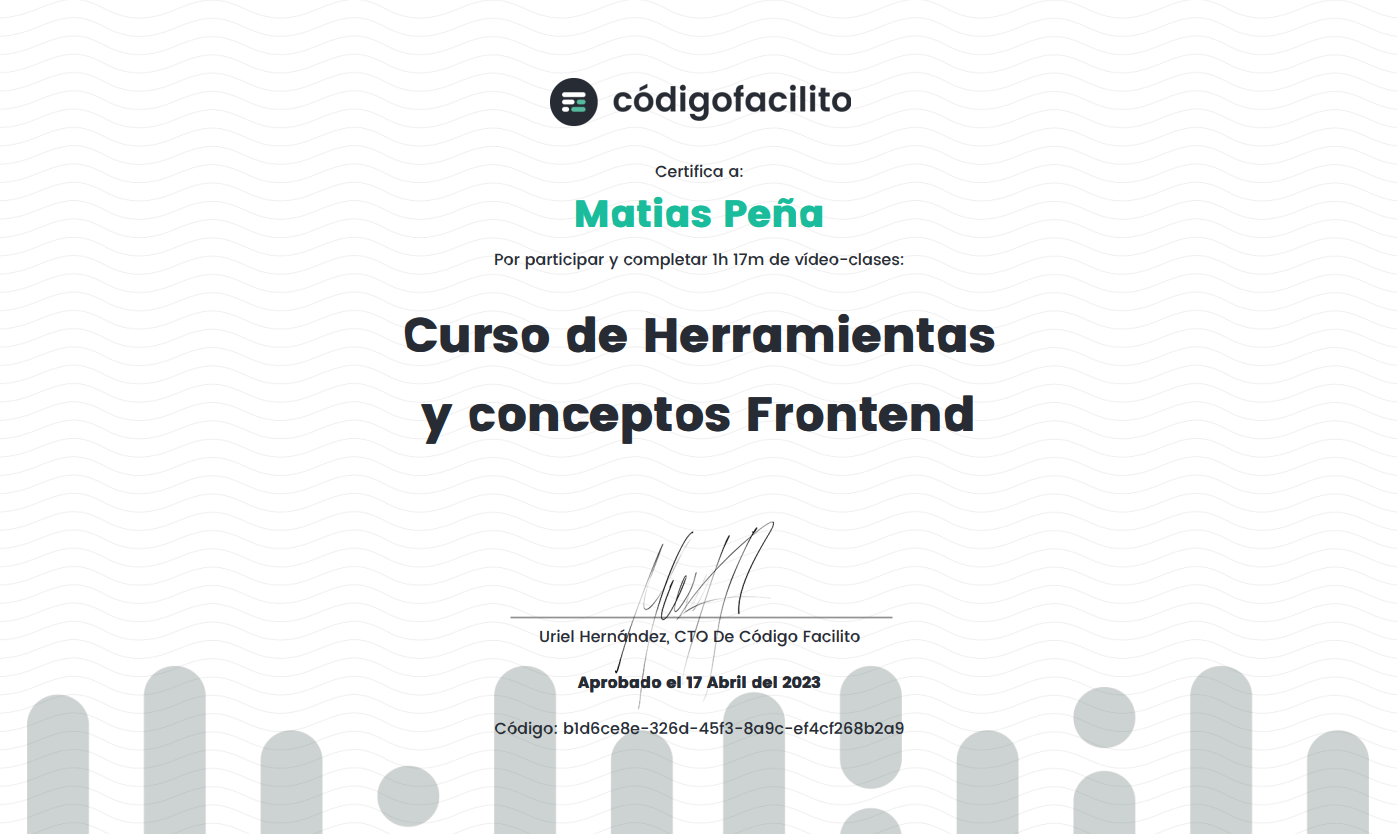 códigofacilito
Certifica a:
Matias Peña
Por participar y completar 1h 17m de vídeo-clases:
Curso de Herramientas
y conceptos Frontend
Uriel Hernández, CTO De Código Facilito
Aprobado el 17 Abril del 2023
Código: b1d6ce8e-326d-45f3-8a9c-ef4cf268b2a9